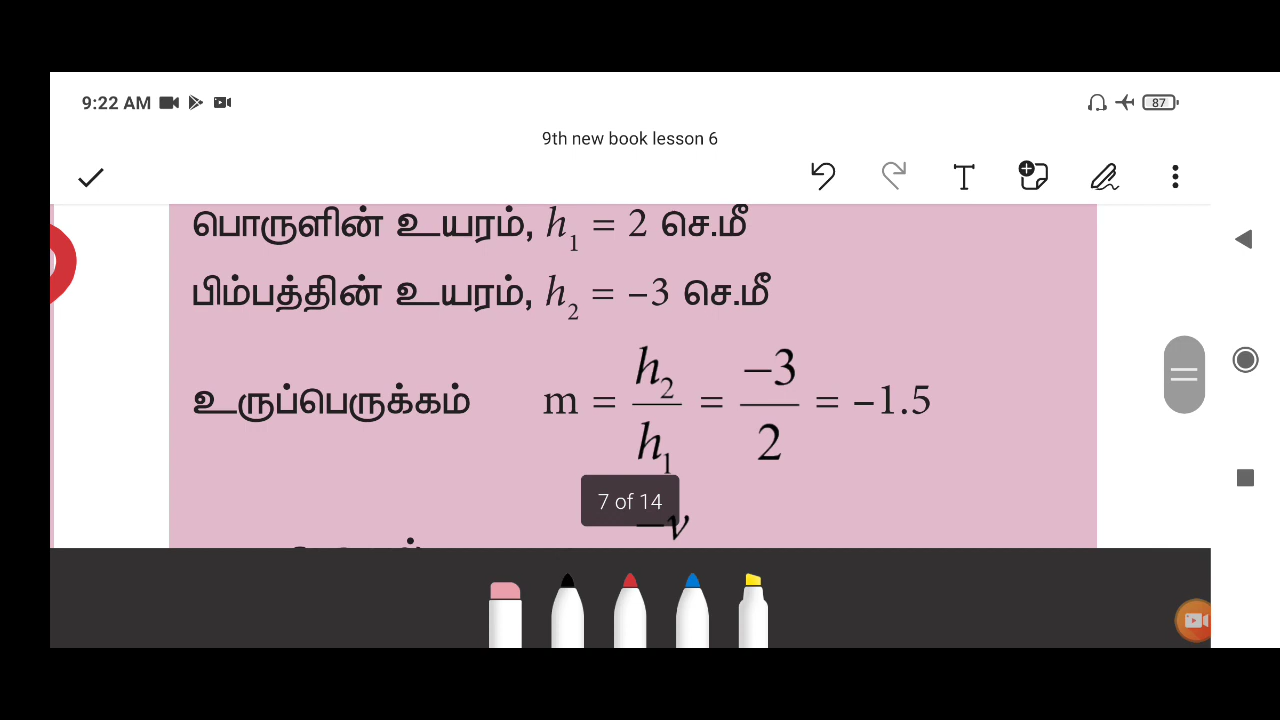 9:22 AM
87
9th new book lesson 6
T
பொருளின் உயரம், h₁ = 2 செ.மீ
பிம்பத்தின் உயரம், h₂ = −3 செ.மீ
உருப்பெருக்கம் m = h₂/h₁ = −3/2 = −1.5
7 of 14
−v